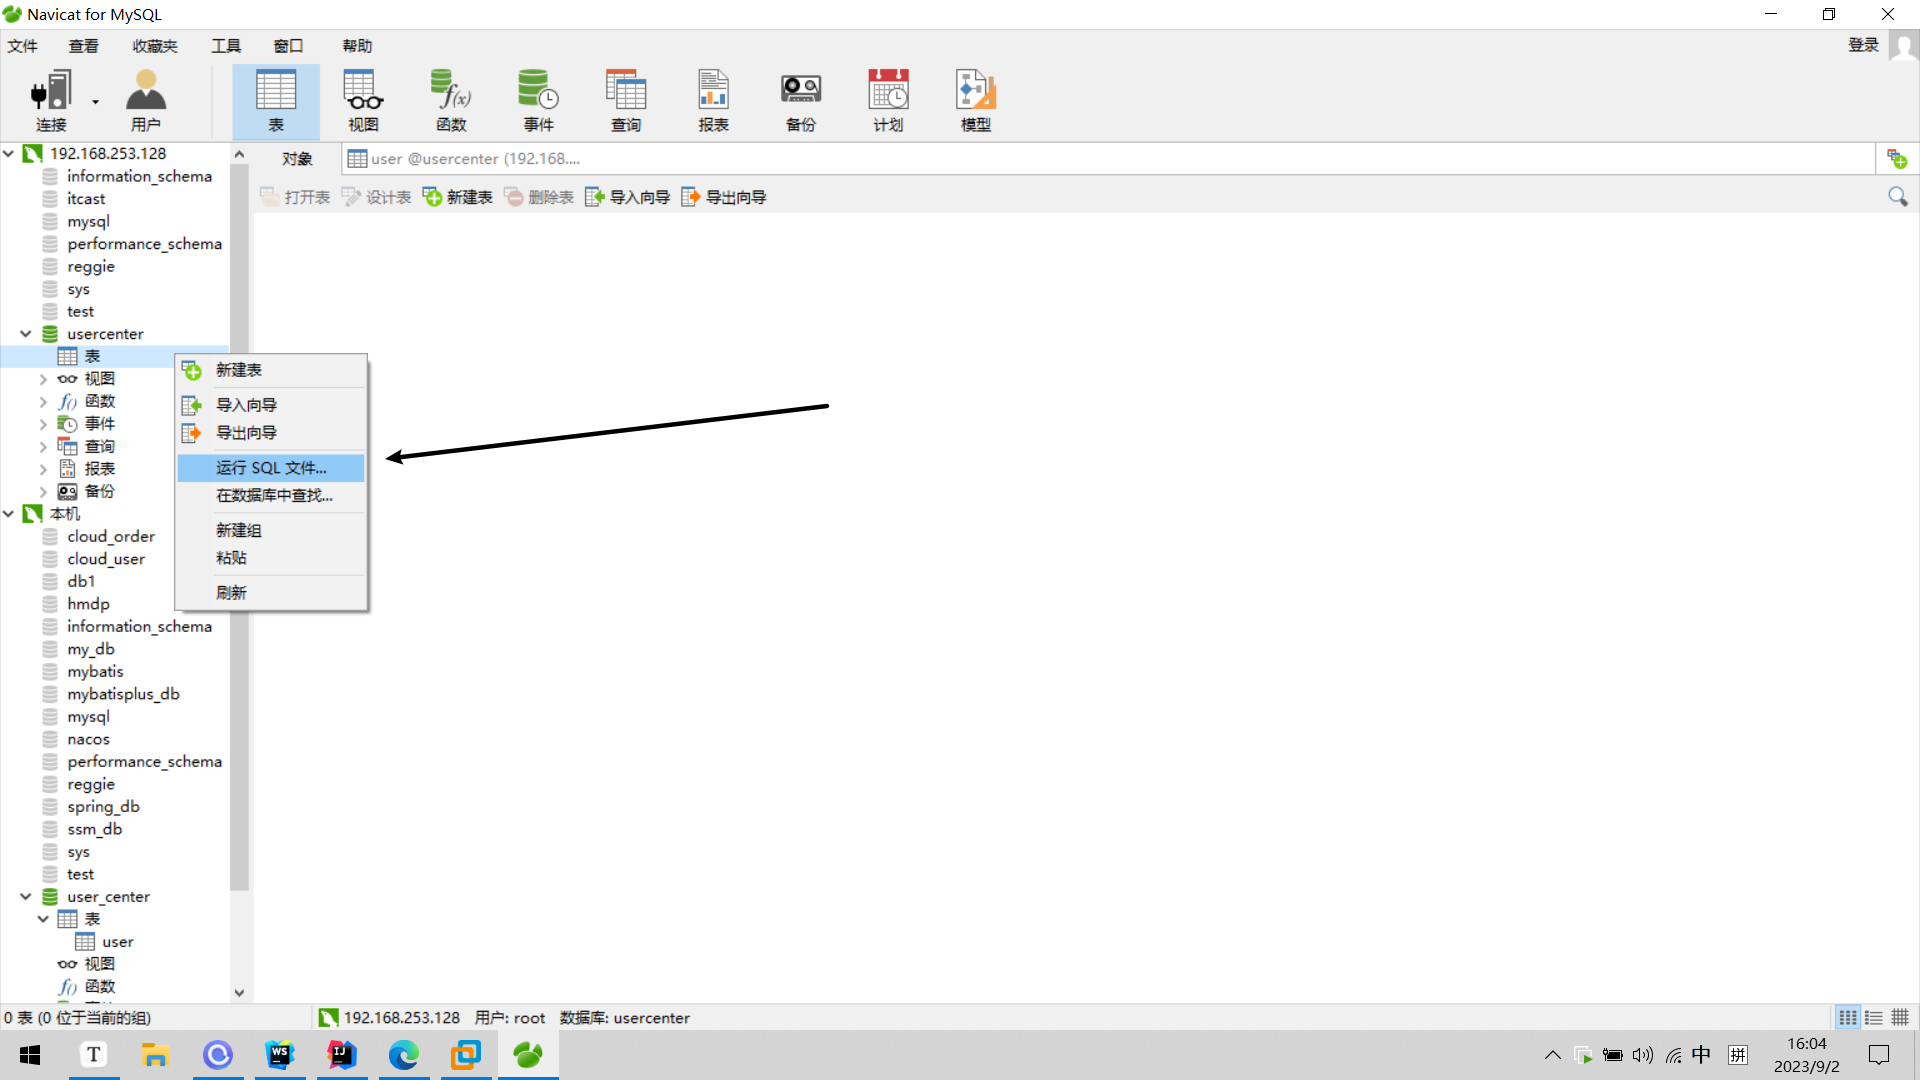 Navicat for MySQL
文件 查看 收藏夹 工具 窗口 帮助 登录
连接 用户 表 视图 函数 事件 查询 报表 备份 计划 模型
对象 user @usercenter (192.168....
打开表 设计表 新建表 删除表 导入向导 导出向导
192.168.253.128
information_schema
itcast
mysql
performance_schema
reggie
sys
test
usercenter
表
视图
函数
事件
查询
报表
备份
本机
cloud_order
cloud_user
db1
hmdp
information_schema
my_db
mybatis
mybatisplus_db
mysql
nacos
performance_schema
reggie
spring_db
ssm_db
sys
test
user_center
表
user
视图
函数
新建表
导入向导
导出向导
运行 SQL 文件...
在数据库中查找...
新建组
粘贴
刷新
0 表 (0 位于当前的组) 192.168.253.128 用户: root 数据库: usercenter
T WS IJ 中 拼
16:04
2023/9/2